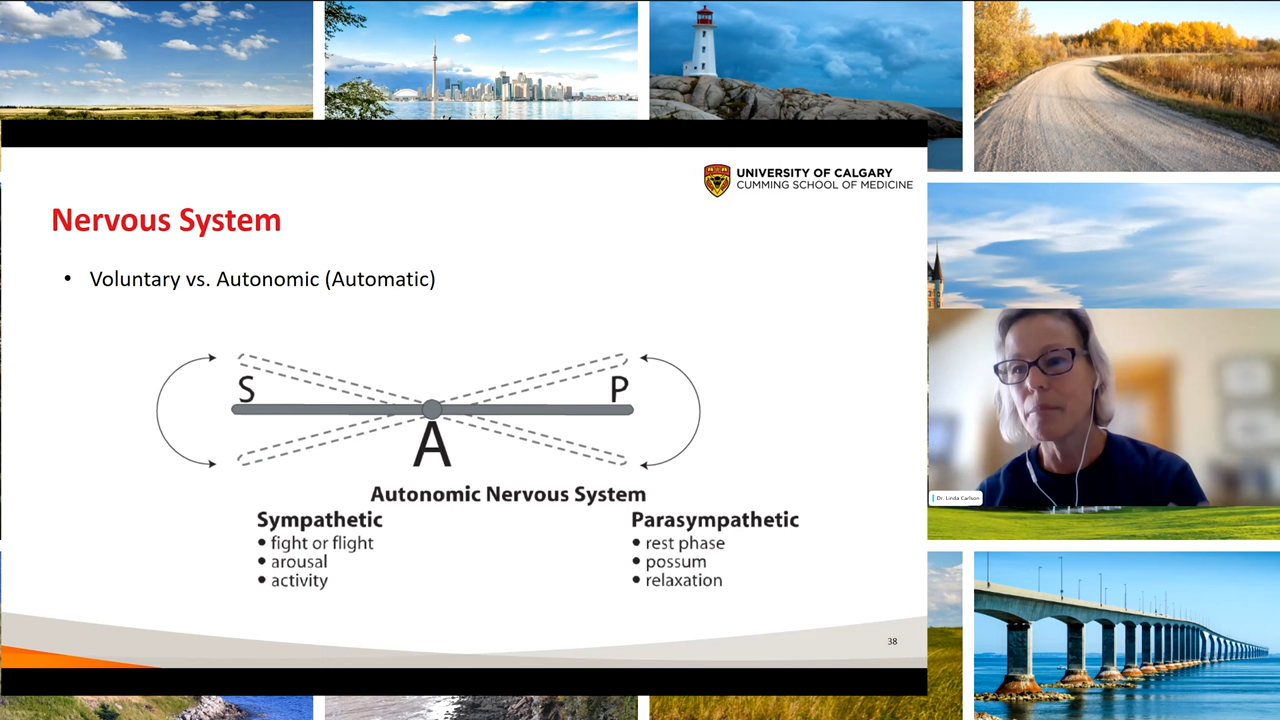 UNIVERSITY OF CALGARY
CUMMING SCHOOL OF MEDICINE
Nervous System
• Voluntary vs. Autonomic (Automatic)
S P
A
Autonomic Nervous System
Sympathetic
• fight or flight
• arousal
• activity
Parasympathetic
• rest phase
• possum
• relaxation
Dr. Linda Carlson
38